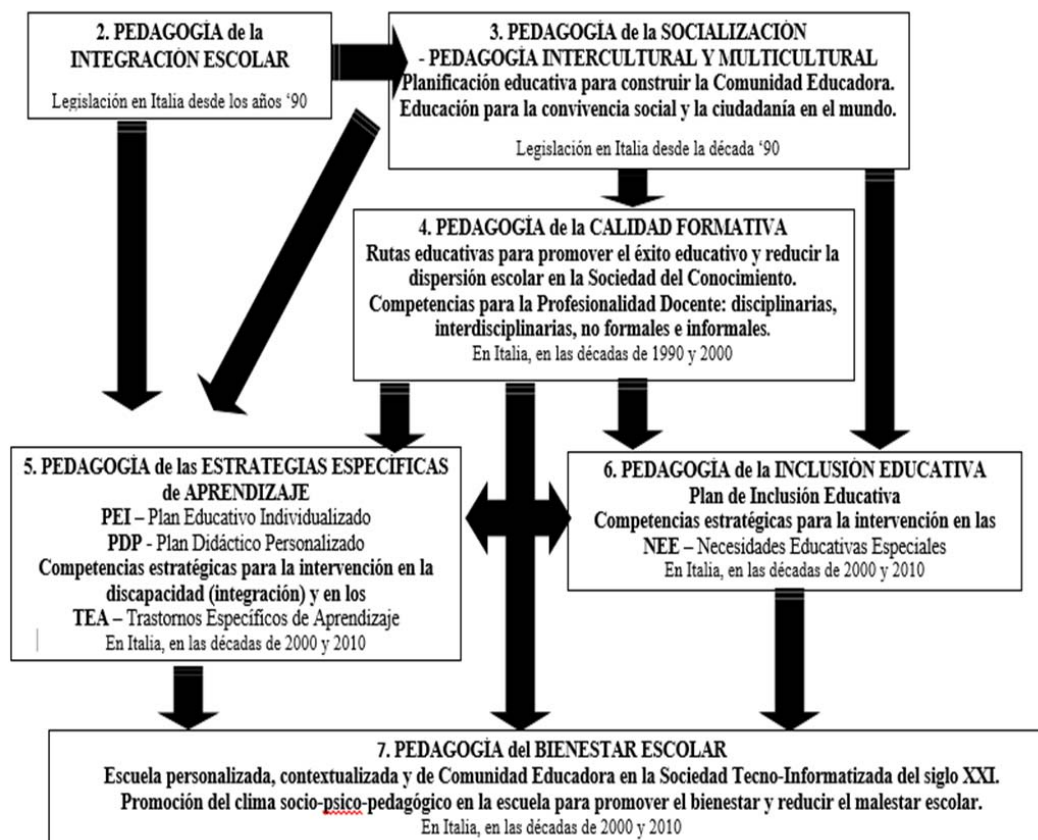 2. PEDAGOGÍA de la
INTEGRACIÓN ESCOLAR
Legislación en Italia desde los años ‘90
3. PEDAGOGÍA de la SOCIALIZACIÓN
- PEDAGOGÍA INTERCULTURAL Y MULTICULTURAL
Planificación educativa para construir la Comunidad Educadora.
Educación para la convivencia social y la ciudadanía en el mundo.
Legislación en Italia desde la década ‘90
4. PEDAGOGÍA de la CALIDAD FORMATIVA
Rutas educativas para promover el éxito educativo y reducir la
dispersión escolar en la Sociedad del Conocimiento.
Competencias para la Profesionalidad Docente: disciplinarias,
interdisciplinarias, no formales e informales.
En Italia, en las décadas de 1990 y 2000
5. PEDAGOGÍA de las ESTRATEGIAS ESPECÍFICAS
de APRENDIZAJE
PEI – Plan Educativo Individualizado
PDP - Plan Didáctico Personalizado
Competencias estratégicas para la intervención en la
discapacidad (integración) y en los
TEA – Trastornos Específicos de Aprendizaje
En Italia, en las décadas de 2000 y 2010
6. PEDAGOGÍA de la INCLUSIÓN EDUCATIVA
Plan de Inclusión Educativa
Competencias estratégicas para la intervención en las
NEE – Necesidades Educativas Especiales
En Italia, en las décadas de 2000 y 2010
7. PEDAGOGÍA del BIENESTAR ESCOLAR
Escuela personalizada, contextualizada y de Comunidad Educadora en la Sociedad Tecno-Informatizada del siglo XXI.
Promoción del clima socio-psico-pedagógico en la escuela para promover el bienestar y reducir el malestar escolar.
En Italia, en las décadas de 2000 y 2010